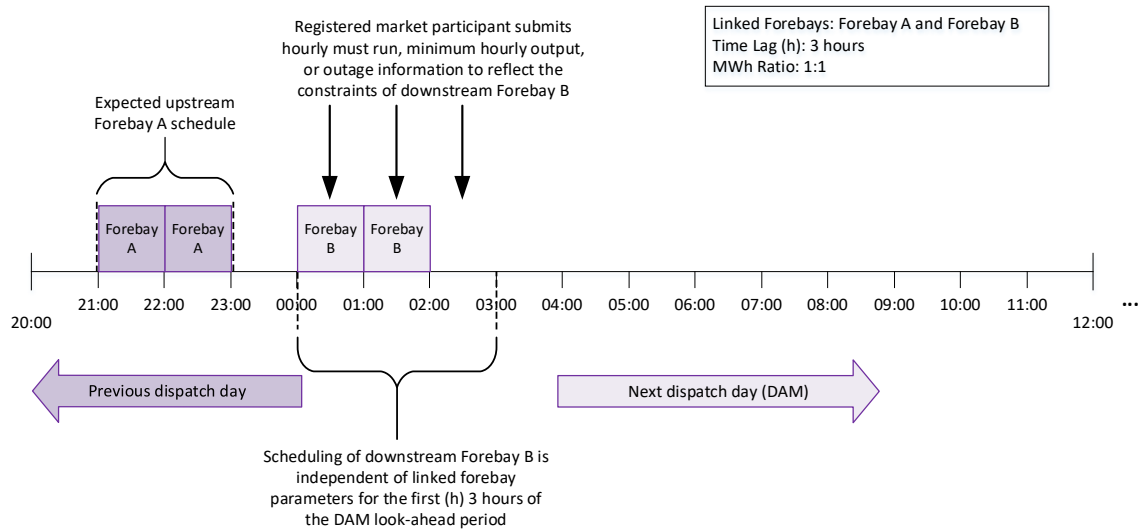 Registered market participant submits
hourly must run, minimum hourly output,
or outage information to reflect the
constraints of downstream Forebay B
Linked Forebays: Forebay A and Forebay B
Time Lag (h): 3 hours
MWh Ratio: 1:1
Expected upstream
Forebay A schedule
Forebay
A
Forebay
A
Forebay
B
Forebay
B
20:00
21:00
22:00
23:00
00:00
01:00
02:00
03:00
04:00
05:00
06:00
07:00
08:00
09:00
10:00
11:00
12:00
...
Previous dispatch day
Next dispatch day (DAM)
Scheduling of downstream Forebay B is
independent of linked forebay
parameters for the first (h) 3 hours of
the DAM look-ahead period